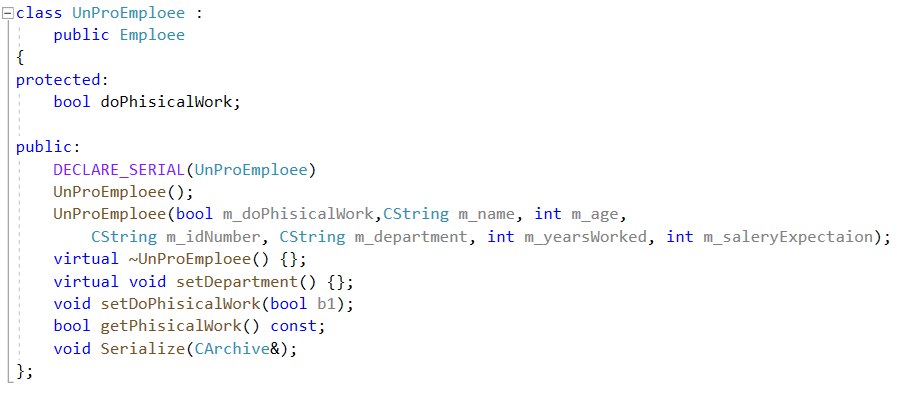 class UnProEmploee :
    public Emploee
{
protected:
    bool doPhisicalWork;

public:
    DECLARE_SERIAL(UnProEmploee)
    UnProEmploee();
    UnProEmploee(bool m_doPhisicalWork,CString m_name, int m_age,
        CString m_idNumber, CString m_department, int m_yearsWorked, int m_saleryExpectaion);
    virtual ~UnProEmploee() {};
    virtual void setDepartment() {};
    void setDoPhisicalWork(bool b1);
    bool getPhisicalWork() const;
    void Serialize(CArchive&);
};